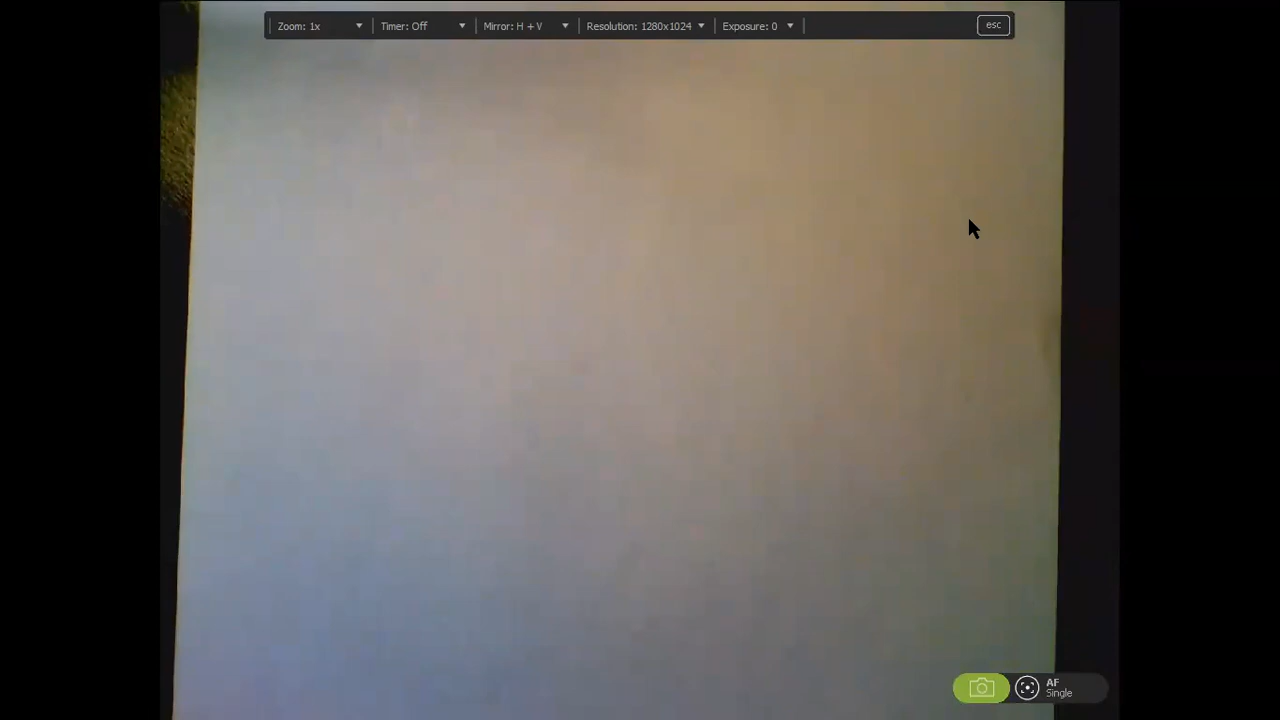 Zoom: 1x Timer: Off Mirror: H + V Resolution: 1280x1024 Exposure: 0 esc
AF
Single